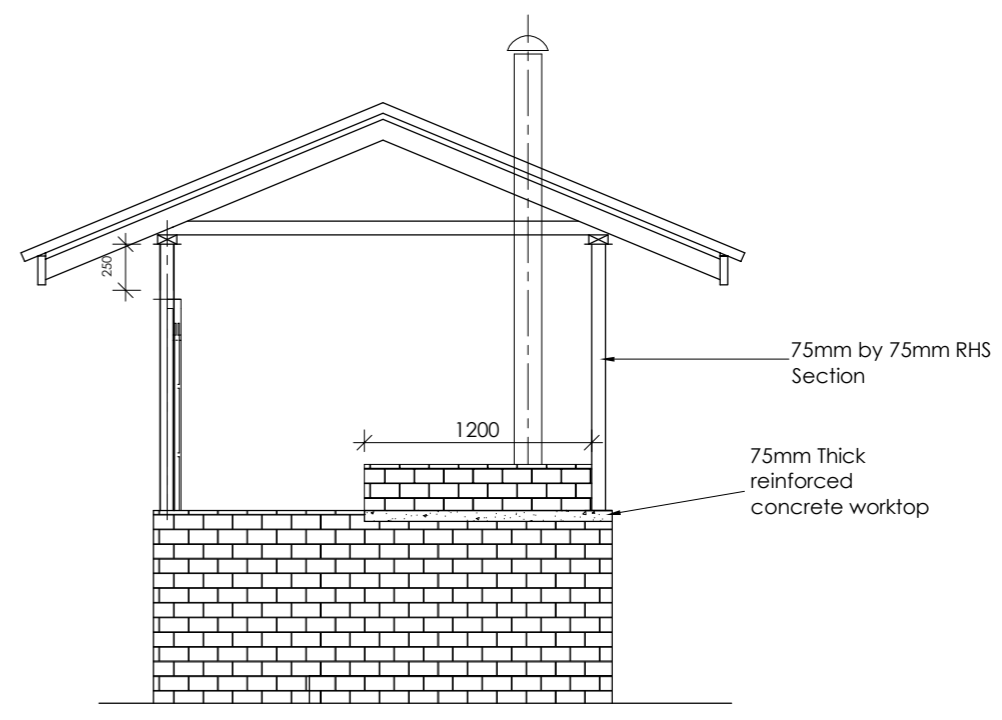 250
1200
75mm by 75mm RHS
Section
75mm Thick
reinforced
concrete worktop